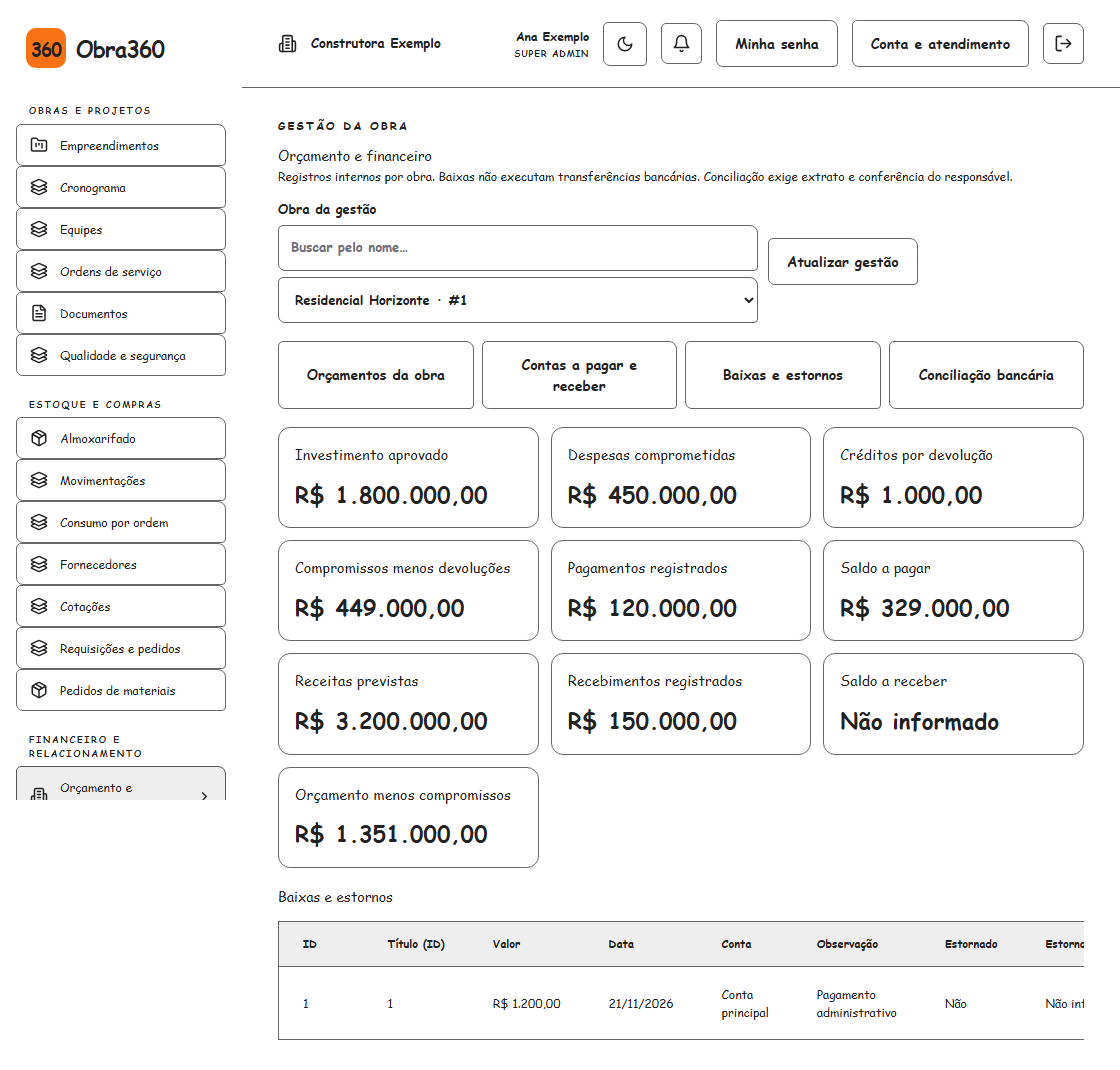 360 Obra360
Construtora Exemplo
Ana Exemplo
SUPER ADMIN
Minha senha
Conta e atendimento
OBRAS E PROJETOS
Empreendimentos
Cronograma
Equipes
Ordens de serviço
Documentos
Qualidade e segurança
ESTOQUE E COMPRAS
Almoxarifado
Movimentações
Consumo por ordem
Fornecedores
Cotações
Requisições e pedidos
Pedidos de materiais
FINANCEIRO E
RELACIONAMENTO
Orçamento e
GESTÃO DA OBRA
Orçamento e financeiro
Registros internos por obra. Baixas não executam transferências bancárias. Conciliação exige extrato e conferência do responsável.
Obra da gestão
Buscar pelo nome…
Atualizar gestão
Residencial Horizonte · #1
Orçamentos da obra
Contas a pagar e
receber
Baixas e estornos
Conciliação bancária
Investimento aprovado
R$ 1.800.000,00
Despesas comprometidas
R$ 450.000,00
Créditos por devolução
R$ 1.000,00
Compromissos menos devoluções
R$ 449.000,00
Pagamentos registrados
R$ 120.000,00
Saldo a pagar
R$ 329.000,00
Receitas previstas
R$ 3.200.000,00
Recebimentos registrados
R$ 150.000,00
Saldo a receber
Não informado
Orçamento menos compromissos
R$ 1.351.000,00
Baixas e estornos
ID Título (ID) Valor Data Conta Observação Estornado
1 1 R$ 1.200,00 21/11/2026 Conta principal Pagamento administrativo Não Não